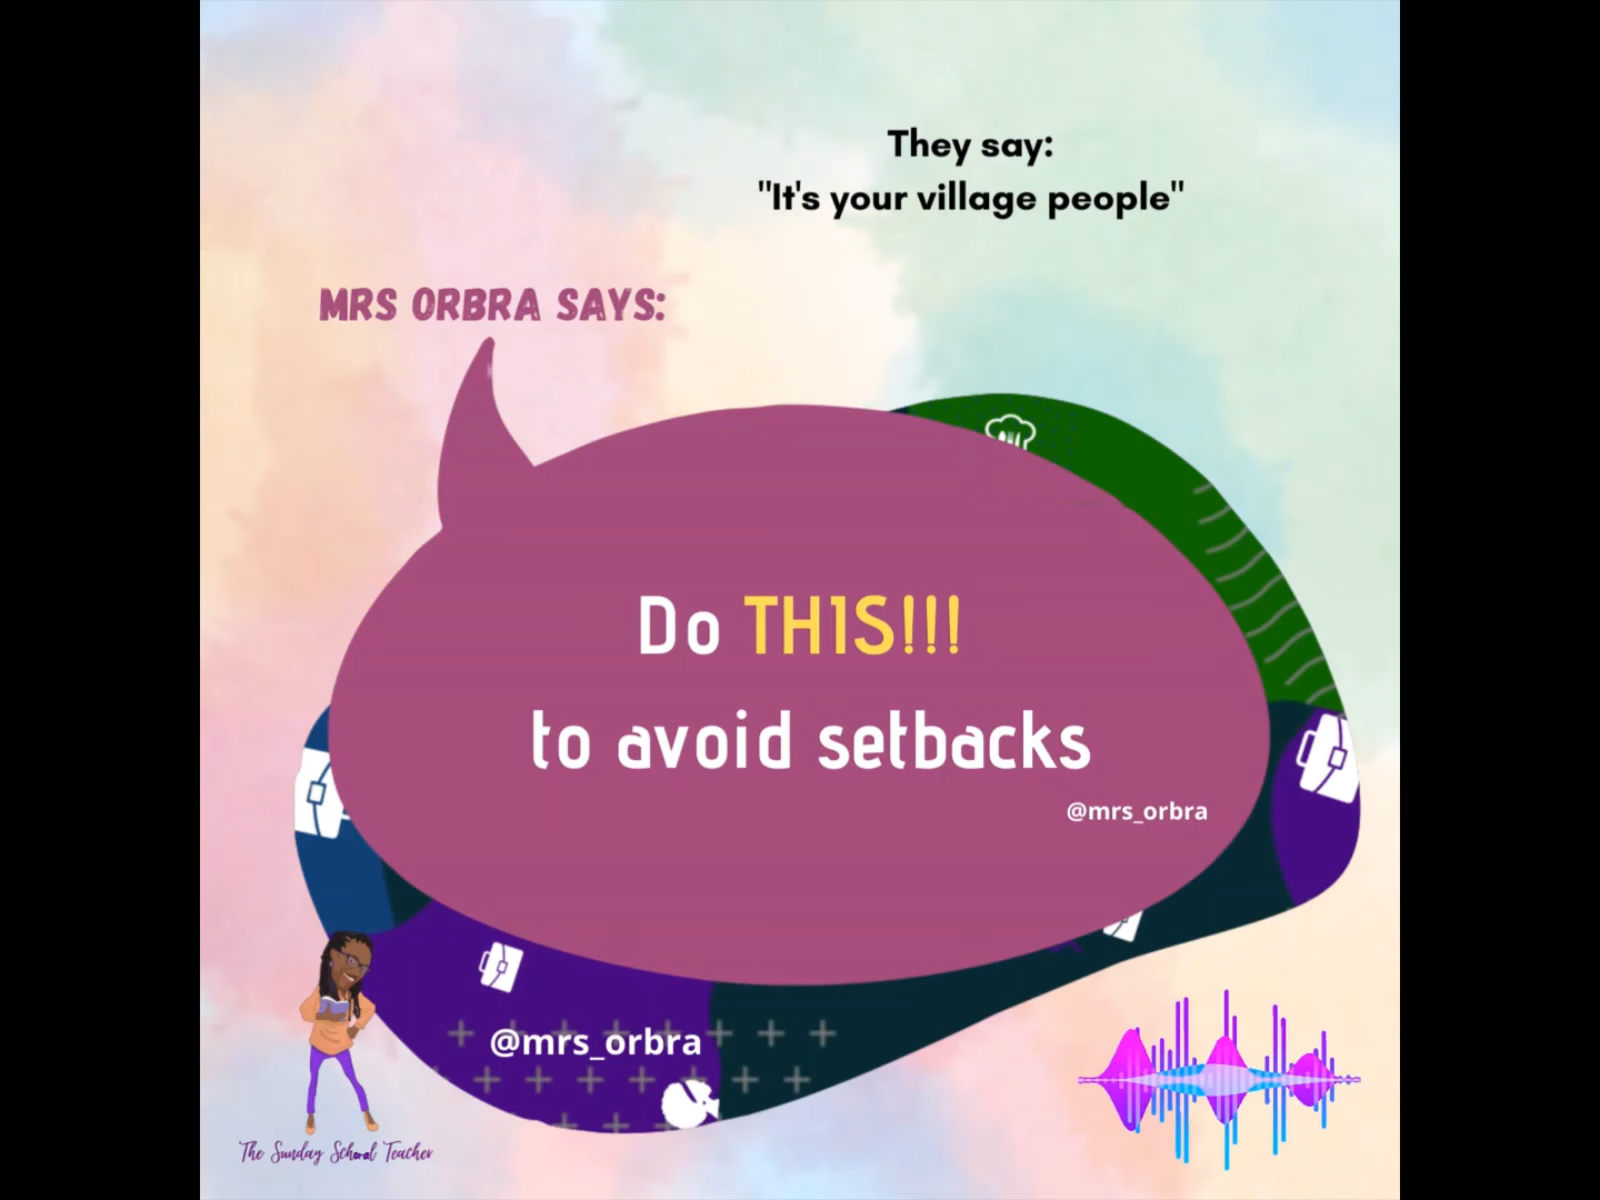 They say:
"It's your village people"
MRS ORBRA SAYS:
Do THIS!!!
to avoid setbacks
@mrs_orbra
@mrs_orbra
The Sunday School Teacher